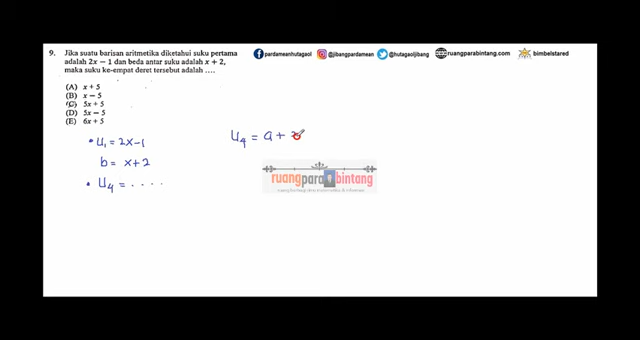 9. Jika suatu barisan aritmetika diketahui suku pertama
adalah 2x − 1 dan beda antar suku adalah x + 2,
maka suku ke-empat deret tersebut adalah ....
(A) x + 5
(B) x − 5
(C) 5x + 5
(D) 5x − 5
(E) 6x + 5
pardameanhutagaol
@jibangpardamean
@hutagaoljibang
ruangparabintang.com
bimbelstared
• U₁ = 2x-1
b = x+2
• U₄ = ....
U₄ = a +
ruangparabintang